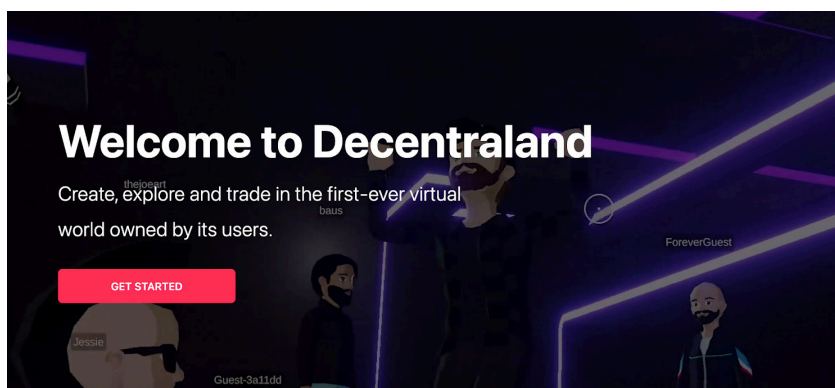 Welcome to Decentraland
thejoeart
Create, explore and trade in the first-ever virtual
baus
world owned by its users.
ForeverGuest
GET STARTED
Jessie
Guest-3a11dd